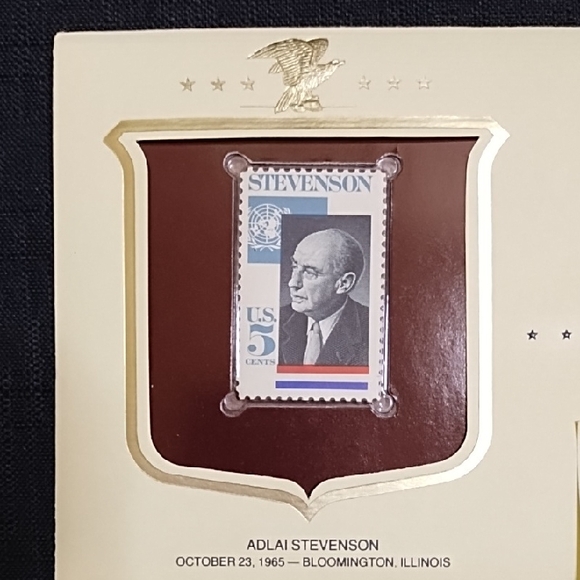 STEVENSON
U.S.
5
CENTS
ADLAI STEVENSON
OCTOBER 23, 1965 — BLOOMINGTON, ILLINOIS